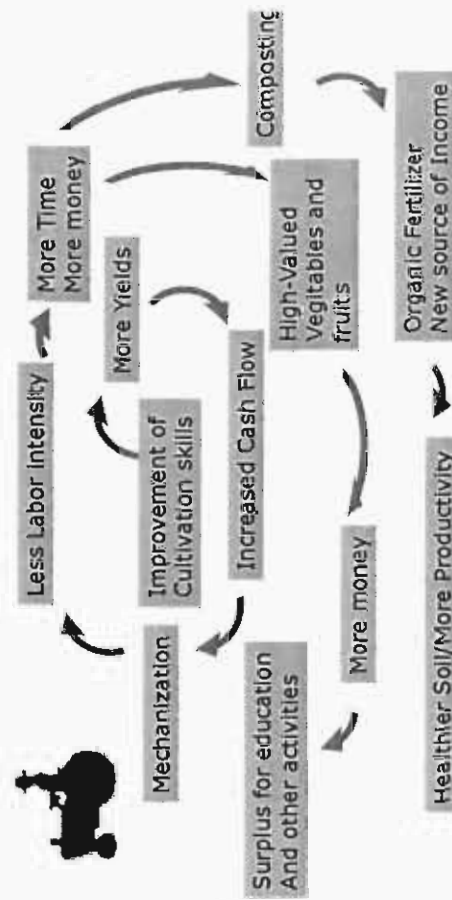 Less Labor intensity
More Time
More money
Mechanization
Improvement of
Cultivation skills
More Yields
Increased Cash Flow
Composting
High-Valued
Vegitables and
fruits
Surplus for education
And other activities
More money
Organic Fertilizer
New source of Income
Healthier Soil/More Productivity